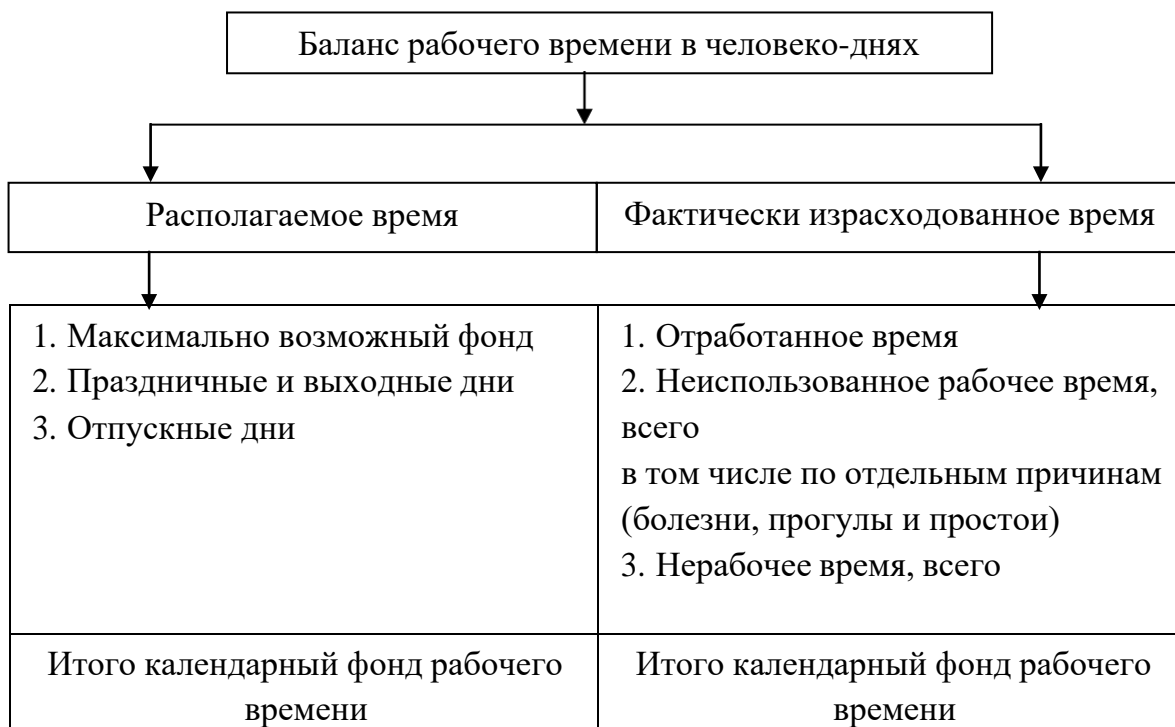 Баланс рабочего времени в человеко-днях
Располагаемое время
Фактически израсходованное время
1. Максимально возможный фонд
2. Праздничные и выходные дни
3. Отпускные дни
1. Отработанное время
2. Неиспользованное рабочее время,
всего
в том числе по отдельным причинам
(болезни, прогулы и простои)
3. Нерабочее время, всего
Итого календарный фонд рабочего
времени
Итого календарный фонд рабочего
времени